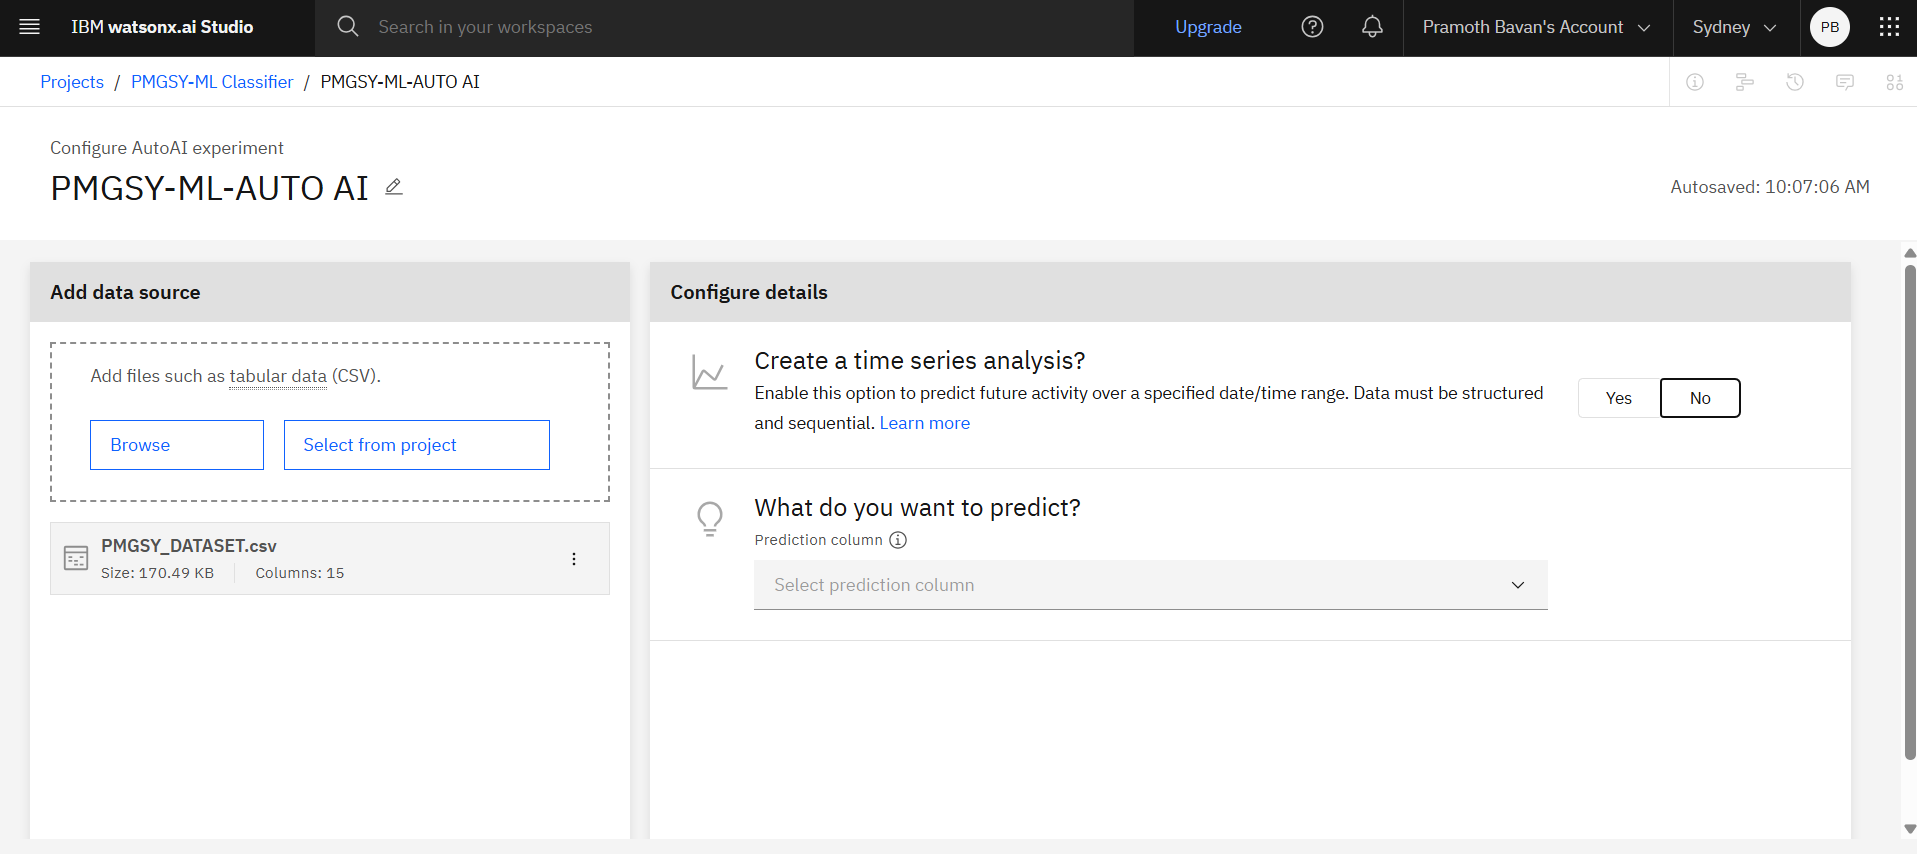 IBM watsonx.ai Studio
Search in your workspaces
Upgrade
Pramoth Bavan's Account
Sydney
PB
Projects / PMGSY-ML Classifier / PMGSY-ML-AUTO AI
Configure AutoAI experiment
PMGSY-ML-AUTO AI
Autosaved: 10:07:06 AM
Add data source
Add files such as tabular data (CSV).
Browse
Select from project
PMGSY_DATASET.csv
Size: 170.49 KB
Columns: 15
Configure details
Create a time series analysis?
Enable this option to predict future activity over a specified date/time range. Data must be structured
and sequential. Learn more
Yes
No
What do you want to predict?
Prediction column
Select prediction column